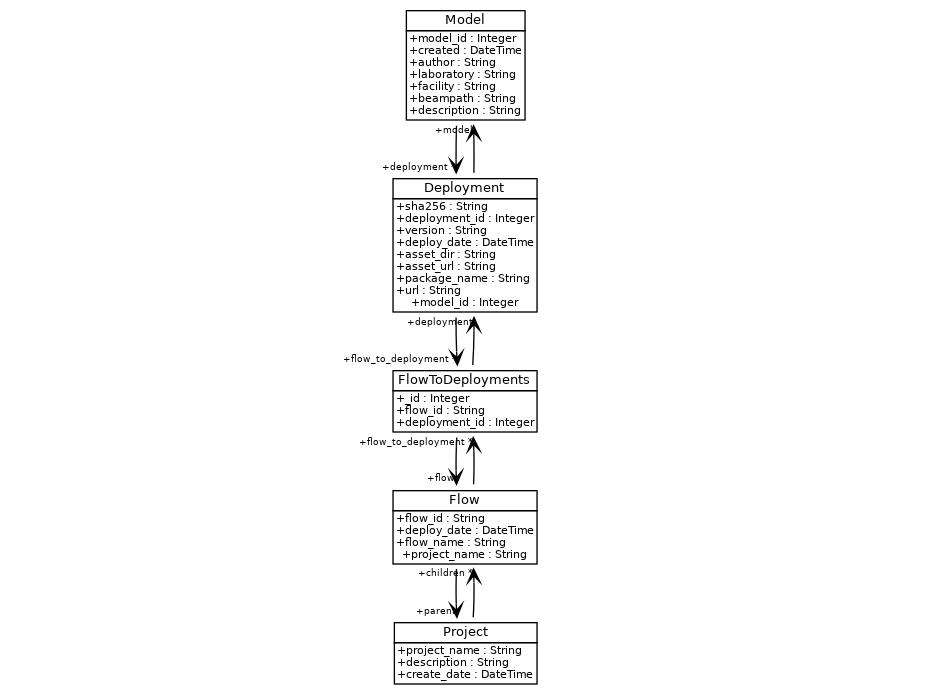 Model
+model_id : Integer
+created : DateTime
+author : String
+laboratory : String
+facility : String
+beampath : String
+description : String
+model
+deployment *
Deployment
+sha256 : String
+deployment_id : Integer
+version : String
+deploy_date : DateTime
+asset_dir : String
+asset_url : String
+package_name : String
+url : String
+model_id : Integer
+deployment
+flow_to_deployment *
FlowToDeployments
+_id : Integer
+flow_id : String
+deployment_id : Integer
+flow_to_deployment *
+flow
Flow
+flow_id : String
+deploy_date : DateTime
+flow_name : String
+project_name : String
+children *
+parent
Project
+project_name : String
+description : String
+create_date : DateTime